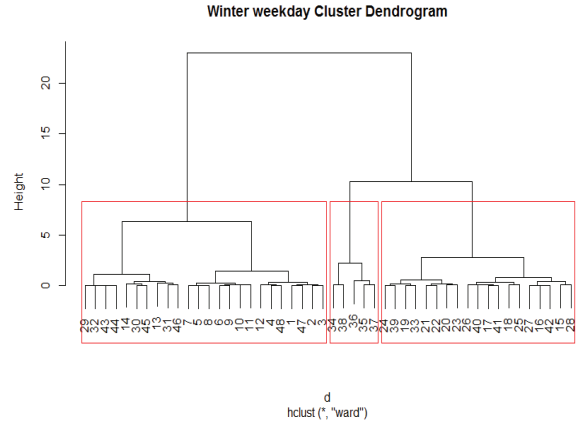 Winter weekday Cluster Dendrogram
Height
20
15
10
5
0
29 32 43 44 14 30 45 13 31 46 7 5 8 6 9 10 11 12 4 48 1 47 2 3 34 38 36 35 37 24 39 19 33 21 22 20 23 26 40 17 41 18 25 27 16 42 15 28
d
hclust (*, "ward")